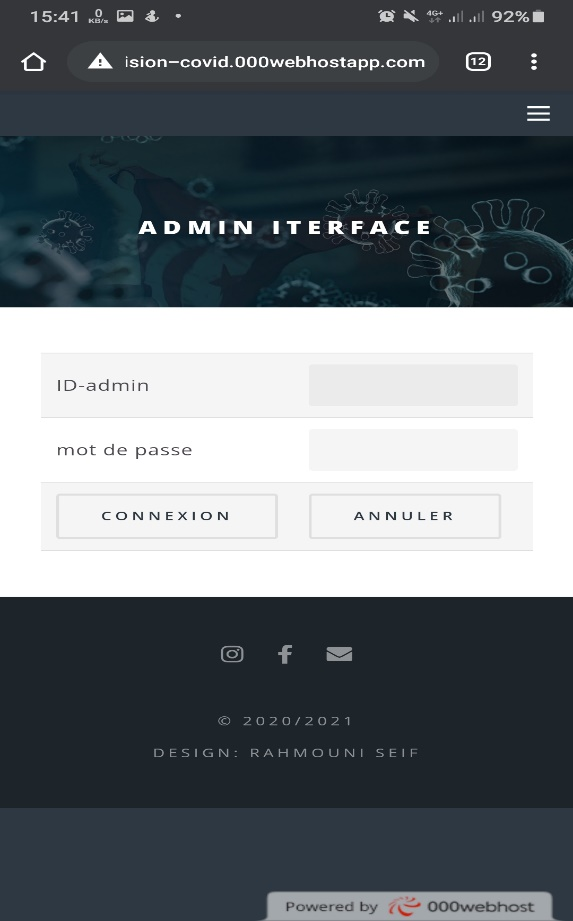 15:41 0 KB/s 4G+ 92%
ision-covid.000webhostapp.com 12
ADMIN ITERFACE
ID-admin
mot de passe
CONNEXION ANNULER
© 2020/2021
DESIGN: RAHMOUNI SEIF
Powered by 000webhost